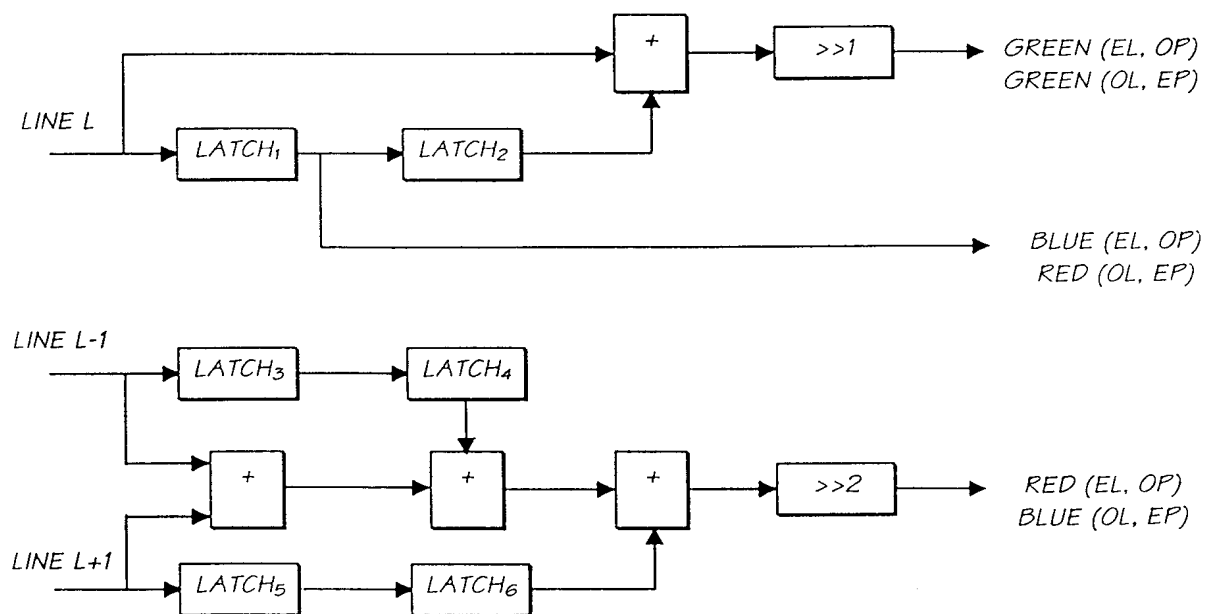 +
>>1
GREEN (EL, OP)
GREEN (OL, EP)
LINE L
LATCH₁
LATCH₂
BLUE (EL, OP)
RED (OL, EP)
LINE L-1
LATCH₃
LATCH₄
+
+
+
>>2
RED (EL, OP)
BLUE (OL, EP)
LINE L+1
LATCH₅
LATCH₆